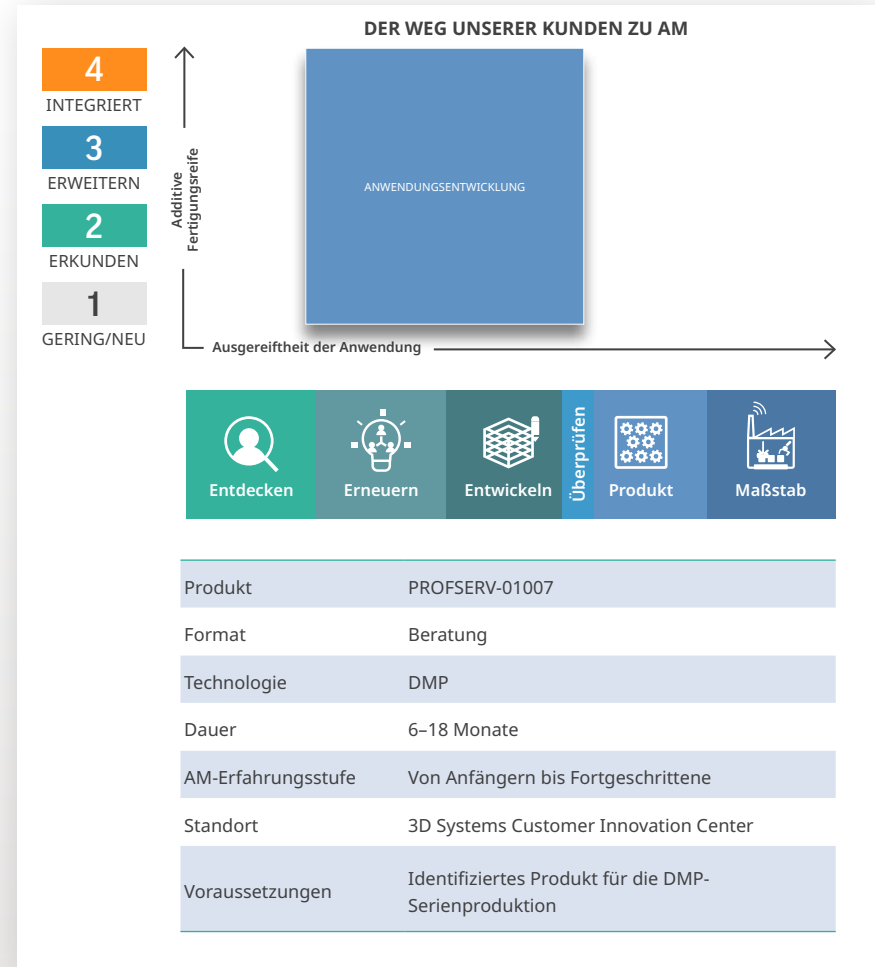 DER WEG UNSERER KUNDEN ZU AM
4
INTEGRIERT
3
ERWEITERN
2
ERKUNDEN
1
GERING/NEU
Additive
Fertigungsreife
ANWENDUNGSENTWICKLUNG
Ausgereiftheit der Anwendung
Entdecken
Erneuern
Entwickeln
Überprüfen
Produkt
Maßstab
Produkt PROFSERV-01007
Format Beratung
Technologie DMP
Dauer 6–18 Monate
AM-Erfahrungsstufe Von Anfängern bis Fortgeschrittene
Standort 3D Systems Customer Innovation Center
Voraussetzungen Identifiziertes Produkt für die DMP-
Serienproduktion